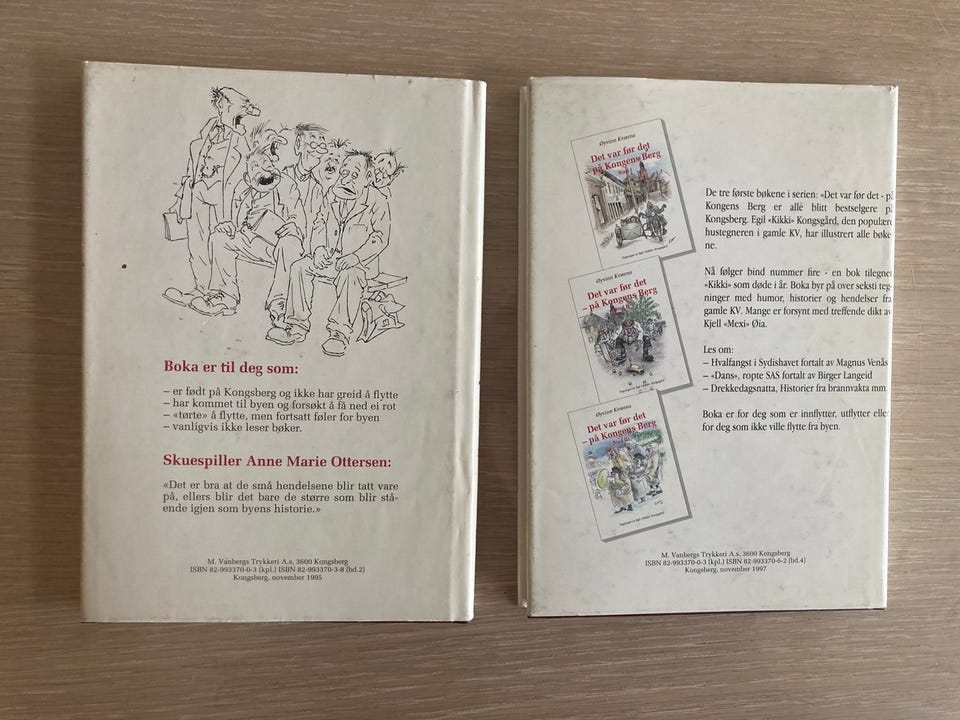 Boka er til deg som:
– er født på Kongsberg og ikke har greid å flytte
– har kommet til byen og forsøkt å få ned ei rot
– «tørte» å flytte, men fortsatt føler for byen
– vanligvis ikke leser bøker.
Skuespiller Anne Marie Ottersen:
«Det er bra at de små hendelsene blir tatt vare
på, ellers blir det bare de større som blir stå-
ende igjen som byens historie.»
M. Vanbergs Trykkeri A.s, 3600 Kongsberg
ISBN 82-993370-0-3 (kpl.) ISBN 82-993370-3-8 (bd.2)
Kongsberg, november 1995
Øyvinn Kværna
Det var før det
– på Kongens Berg
Øyvinn Kværna
Det var før det
– på Kongens Berg
Øyvinn Kværna
Det var før det
– på Kongens Berg
De tre første bøkene i serien: «Det var før det - på
Kongens Berg er alle blitt bestselgere på
Kongsberg. Egil «Kikki» Kongsgård, den populære
hustegneren i gamle KV, har illustrert alle bøke-
ne.
Nå følger bind nummer fire - en bok tilegnet
«Kikki» som døde i år. Boka byr på over seksti teg-
ninger med humor, historier og hendelser fra
gamle KV. Mange er forsynt med treffende dikt av
Kjell «Mexi» Øia.
Les om:
– Hvalfangst i Sydishavet fortalt av Magnus Venås
– «Dans», ropte SAS fortalt av Birger Langeid
– Drekkedagsnatta, Historier fra brannvakta mm.
Boka er for deg som er innflytter, utflytter eller
for deg som ikke ville flytte fra byen.
M. Vanbergs Trykkeri A.s, 3600 Kongsberg
ISBN 82-993370-0-3 (kpl.) ISBN 82-993370-6-2 (bd.4)
Kongsberg, november 1997